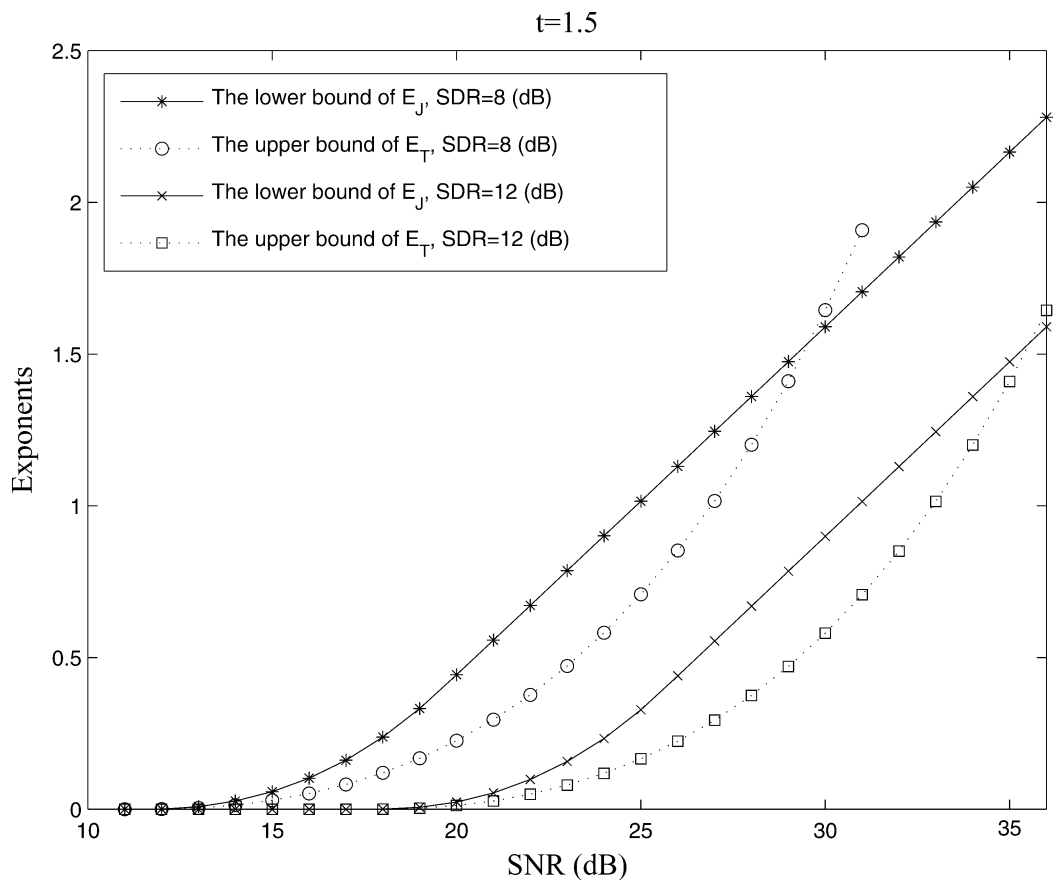 t=1.5
2.5
The lower bound of E_J, SDR=8 (dB)
The upper bound of E_T, SDR=8 (dB)
The lower bound of E_J, SDR=12 (dB)
The upper bound of E_T, SDR=12 (dB)
2
1.5
1
0.5
0
Exponents
10 15 20 25 30 35
SNR (dB)